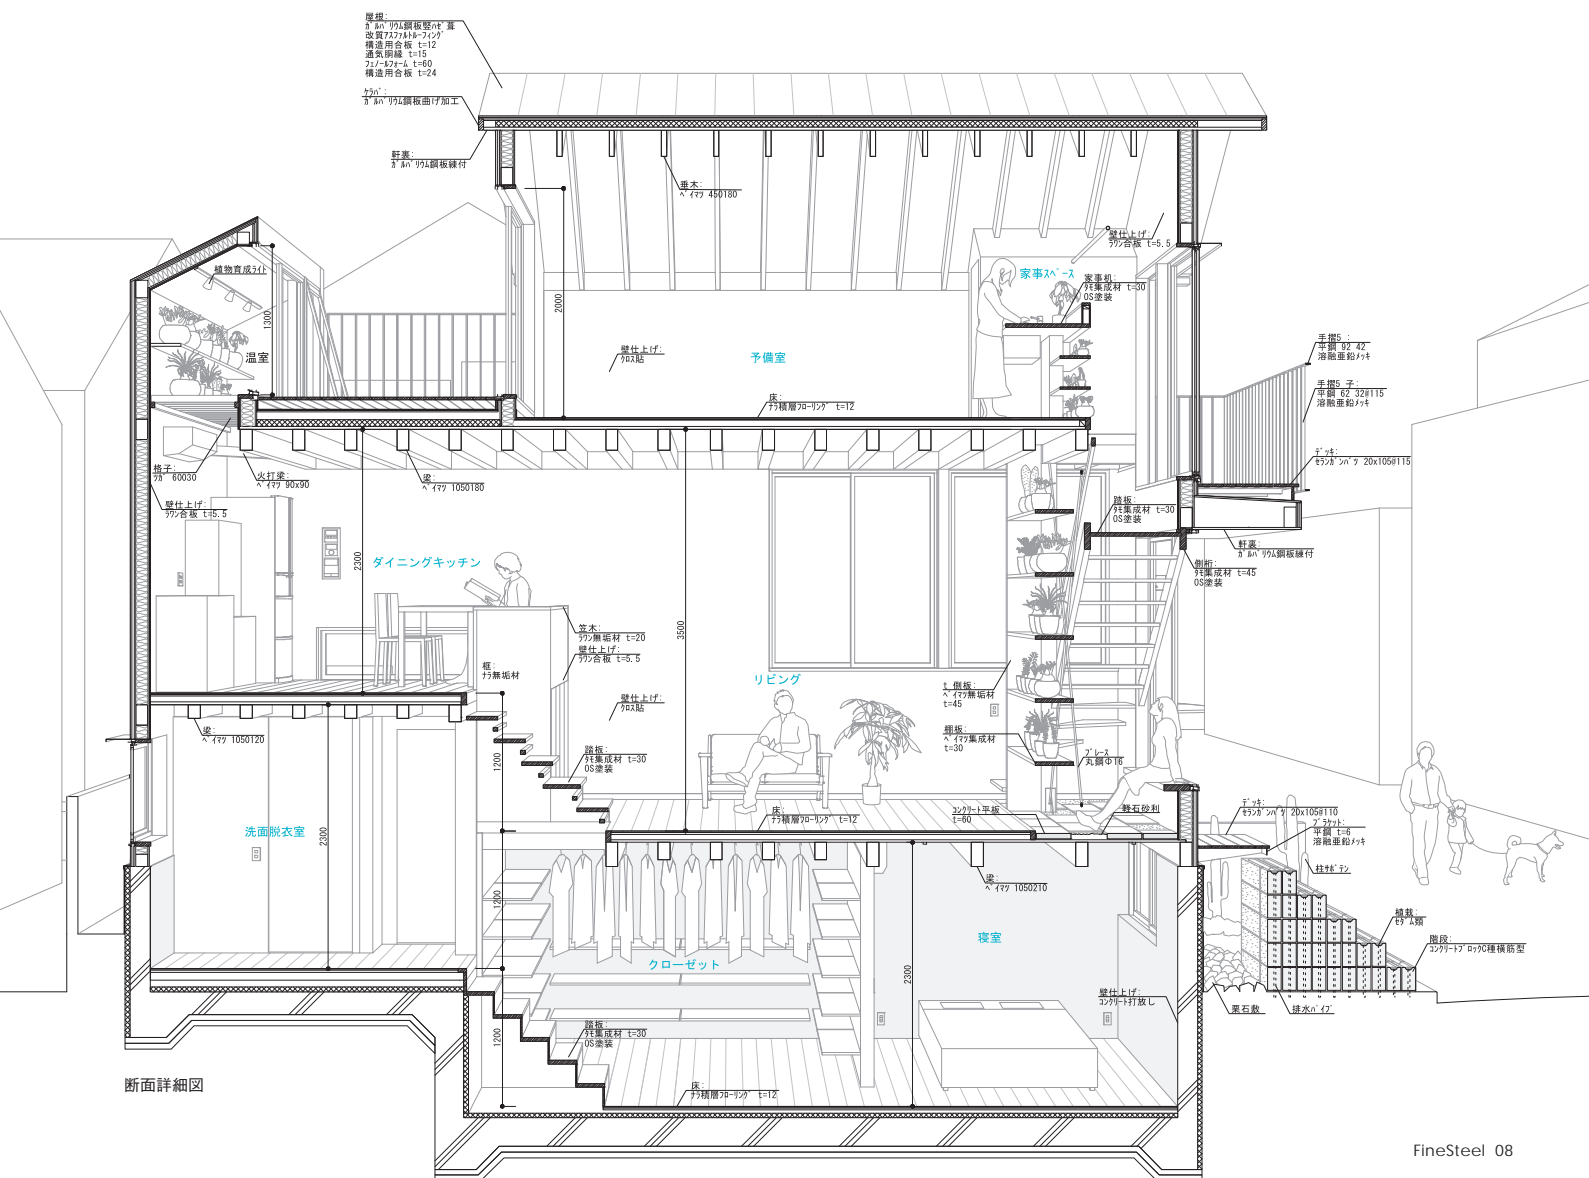 屋根:
ｶﾞﾙﾊﾞﾘｳﾑ鋼板竪ﾊｾﾞ葺
改質ｱｽﾌｧﾙﾄﾙｰﾌｨﾝｸﾞ
構造用合板 t=12
通気胴縁 t=15
ﾌｪﾉｰﾙﾌｫｰﾑ t=60
構造用合板 t=24
ｹﾗﾊﾞ:
ｶﾞﾙﾊﾞﾘｳﾑ鋼板曲げ加工
軒裏:
ｶﾞﾙﾊﾞﾘｳﾑ鋼板練付
垂木:
ﾍﾞｲﾏﾂ 450180
壁仕上げ:
ﾗﾜﾝ合板 t=5.5
植物育成ﾗｲﾄ
1300
温室
2000
家事ｽﾍﾟｰｽ
家事机:
ﾀﾓ集成材 t=30
OS塗装
壁仕上げ:
ｸﾛｽ貼
予備室
床:
ﾅﾗ積層ﾌﾛｰﾘﾝｸﾞ t=12
手摺5 :
平鋼 92 42
溶融亜鉛ﾒｯｷ
手摺5 子:
平鋼 62 32@115
溶融亜鉛ﾒｯｷ
ﾃﾞｯｷ:
ｾﾗﾝｶﾞﾝﾊﾞﾂ 20x105@115
格子:
ﾂｶﾞ 60030
火打梁:
ﾍﾞｲﾏﾂ 90x90
梁:
ﾍﾞｲﾏﾂ 1050180
壁仕上げ:
ﾗﾜﾝ合板 t=5.5
踏板:
ﾀﾓ集成材 t=30
OS塗装
軒裏:
ｶﾞﾙﾊﾞﾘｳﾑ鋼板練付
側桁:
ﾀﾓ集成材 t=45
OS塗装
2300
ダイニングキッチン
3500
笠木:
ﾗﾜﾝ無垢材 t=20
壁仕上げ:
ﾗﾜﾝ合板 t=5.5
框:
ﾅﾗ無垢材
リビング
壁仕上げ:
ｸﾛｽ貼
側板:
ﾍﾞｲﾏﾂ無垢材
t=45
棚板:
ﾍﾞｲﾏﾂ集成材
t=30
ﾌﾞﾚｰｽ
丸鋼Φ16
梁:
ﾍﾞｲﾏﾂ 1050120
1200
踏板:
ﾀﾓ集成材 t=30
OS塗装
床:
ﾅﾗ積層ﾌﾛｰﾘﾝｸﾞ t=12
ｺﾝｸﾘｰﾄ平板
t=60
軽石砂利
ﾃﾞｯｷ:
ｾﾗﾝｶﾞﾝﾊﾞﾂ 20x105@110
ﾌﾞﾗｹｯﾄ:
平鋼 t=6
溶融亜鉛ﾒｯｷ
柱ｻﾎﾞﾃﾝ
洗面脱衣室
2300
1200
梁:
ﾍﾞｲﾏﾂ 1050210
植栽:
ｾﾀﾞﾑ類
階段:
ｺﾝｸﾘｰﾄﾌﾞﾛｯｸC種横筋型
寝室
クローゼット
2300
壁仕上げ:
ｺﾝｸﾘｰﾄ打放し
栗石敷
排水ﾊﾟｲﾌﾟ
1200
踏板:
ﾀﾓ集成材 t=30
OS塗装
床:
ﾅﾗ積層ﾌﾛｰﾘﾝｸﾞ t=12
断面詳細図
FineSteel 08